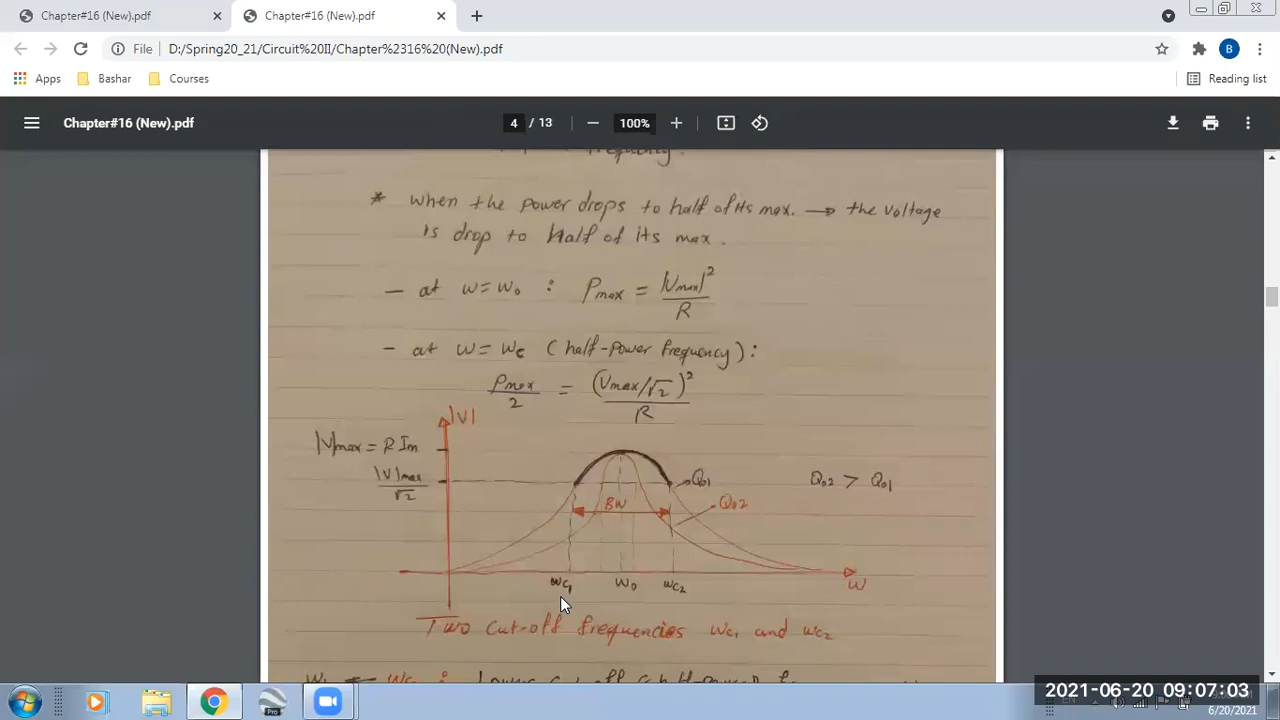 Chapter#16 (New).pdf
Chapter#16 (New).pdf
File
D:/Spring20_21/Circuit%20II/Chapter%2316%20(New).pdf
B
Apps
Bashar
Courses
Reading list
Chapter#16 (New).pdf
4 / 13
100%
frequency.
* when the power drops to half of its max. → the voltage
is drop to half of its max.
- at w = w₀ : Pmax = |Vmax|² / R
- at w = wc (half-power frequency):
Pmax / 2 = (Vmax/√2)² / R
|V|
|V|max = R Im
|V|max / √2
Q01
Q02 > Q01
BW
Q02
wc1
w₀
wc2
w
Two cut-off frequencies wc1 and wc2
2021-06-20 09:07:03
EN
6/20/2021